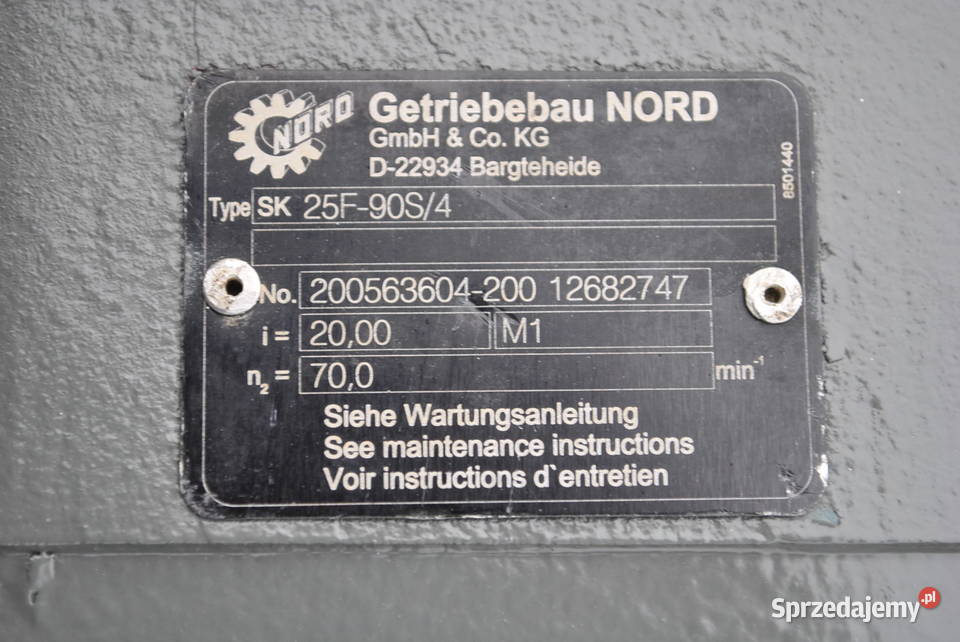 NORD
Getriebebau NORD
GmbH & Co. KG
D-22934 Bargteheide
8501440
Type SK 25F-90S/4
No. 200563604-200 12682747
i = 20,00 M1
n₂ = 70,0 min⁻¹
Siehe Wartungsanleitung
See maintenance instructions
Voir instructions d`entretien
Sprzedajemy.pl